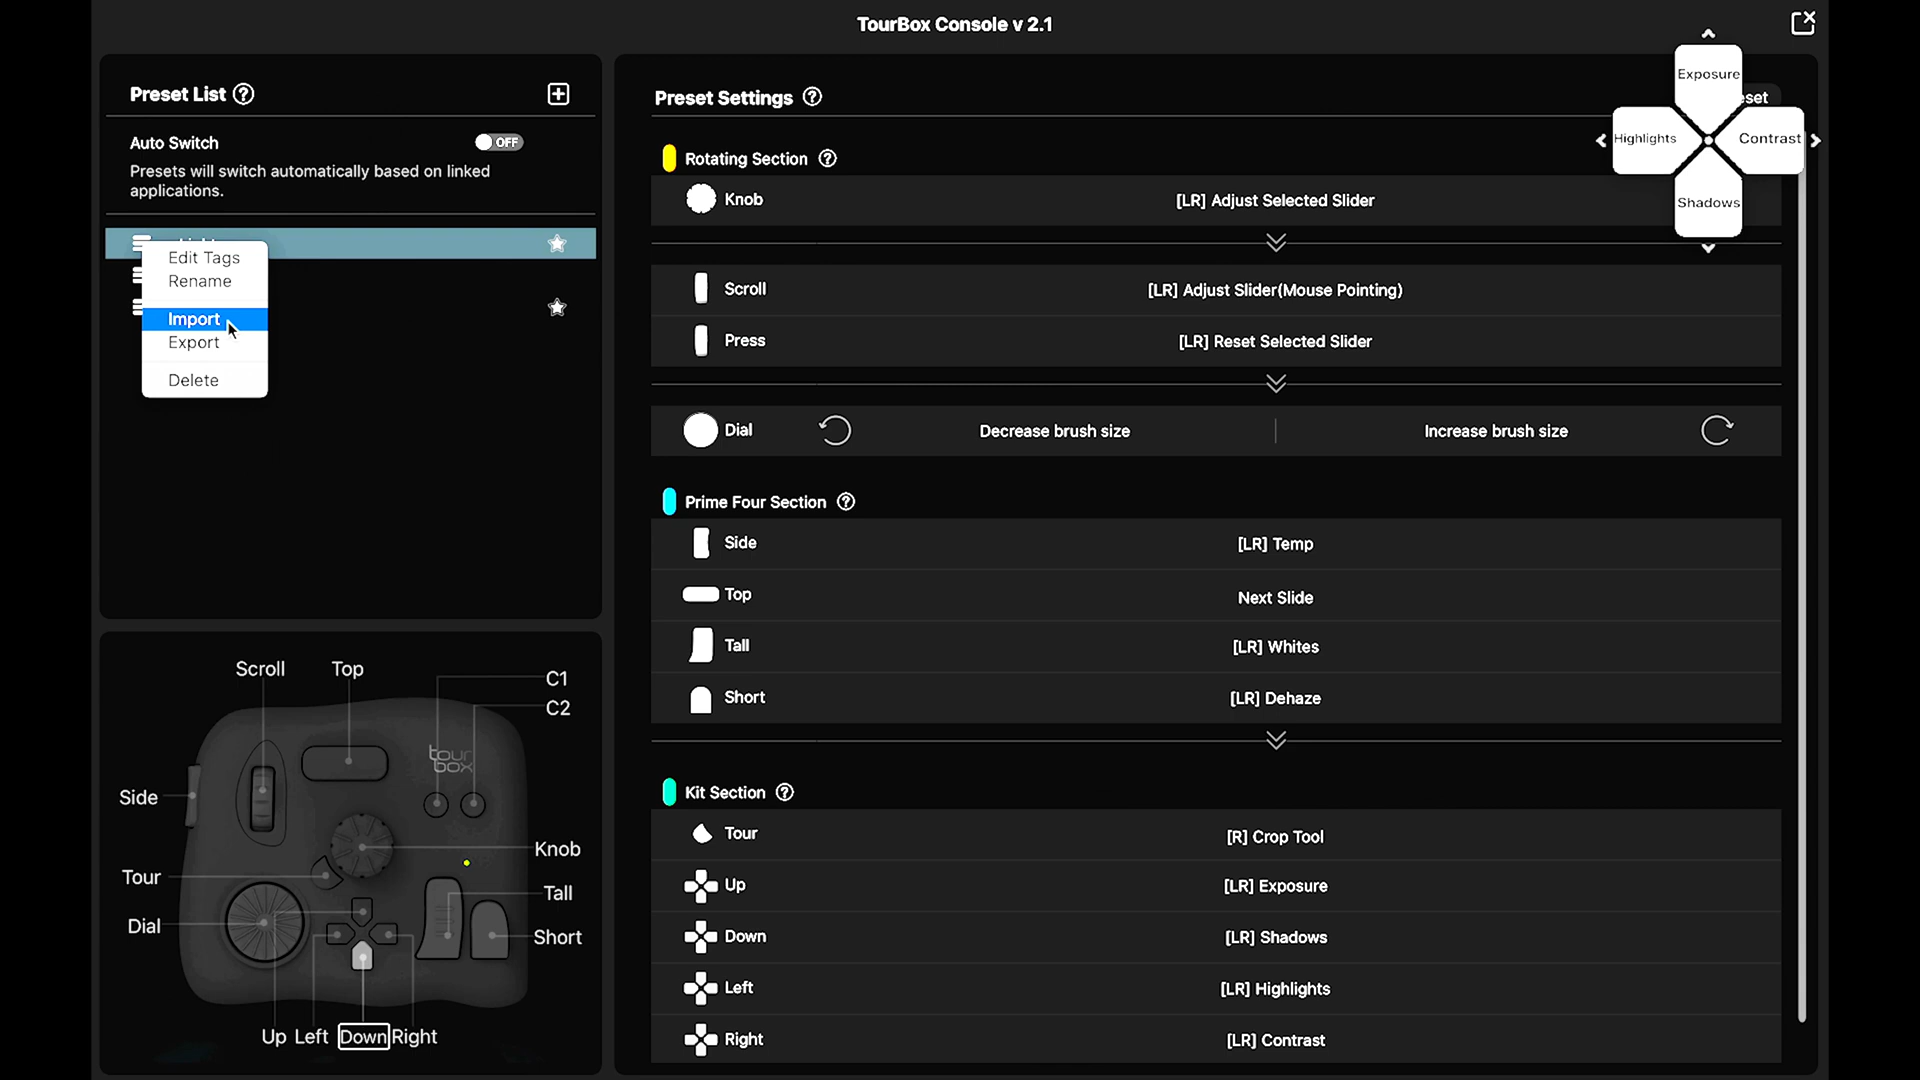 TourBox Console v 2.1
Preset List
Auto Switch
OFF
Presets will switch automatically based on linked
applications.
Edit Tags
Rename
Import
Export
Delete
Scroll
Top
C1
C2
tour
box
Side
Knob
Tour
Tall
Dial
Short
Up
Left
Down
Right
Preset Settings
Exposure
Highlights
Contrast
Shadows
Rotating Section
Knob
[LR] Adjust Selected Slider
Scroll
[LR] Adjust Slider(Mouse Pointing)
Press
[LR] Reset Selected Slider
Dial
Decrease brush size
Increase brush size
Prime Four Section
Side
[LR] Temp
Top
Next Slide
Tall
[LR] Whites
Short
[LR] Dehaze
Kit Section
Tour
[R] Crop Tool
Up
[LR] Exposure
Down
[LR] Shadows
Left
[LR] Highlights
Right
[LR] Contrast